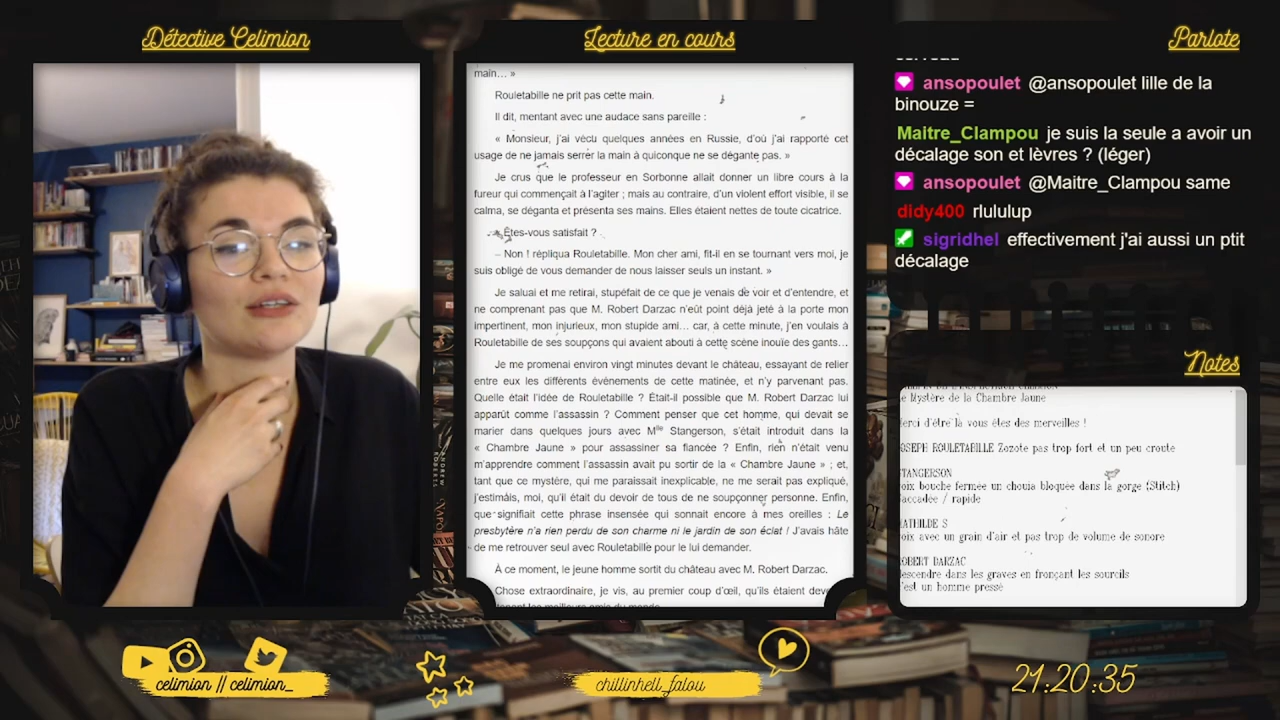 Détective Celimion
Lecture en cours
Parlote
main… »
Rouletabille ne prit pas cette main.
Il dit, mentant avec une audace sans pareille :
« Monsieur, j'ai vécu quelques années en Russie, d'où j'ai rapporté cet
usage de ne jamais serrer la main à quiconque ne se dégante pas. »
Je crus que le professeur en Sorbonne allait donner un libre cours à la
fureur qui commençait à l'agiter ; mais au contraire, d'un violent effort visible, il se
calma, se déganta et présenta ses mains. Elles étaient nettes de toute cicatrice.
– Êtes-vous satisfait ?
– Non ! répliqua Rouletabille. Mon cher ami, fit-il en se tournant vers moi, je
suis obligé de vous demander de nous laisser seuls un instant. »
Je saluai et me retirai, stupéfait de ce que je venais de voir et d'entendre, et
ne comprenant pas que M. Robert Darzac n'eût point déjà jeté à la porte mon
impertinent, mon injurieux, mon stupide ami… car, à cette minute, j'en voulais à
Rouletabille de ses soupçons qui avaient abouti à cette scène inouïe des gants…
Je me promenai environ vingt minutes devant le château, essayant de relier
entre eux les différents événements de cette matinée, et n'y parvenant pas.
Quelle était l'idée de Rouletabille ? Était-il possible que M. Robert Darzac lui
apparût comme l'assassin ? Comment penser que cet homme, qui devait se
marier dans quelques jours avec Mlle Stangerson, s'était introduit dans la
« Chambre Jaune » pour assassiner sa fiancée ? Enfin, rien n'était venu
m'apprendre comment l'assassin avait pu sortir de la « Chambre Jaune » ; et,
tant que ce mystère, qui me paraissait inexplicable, ne me serait pas expliqué,
j'estimais, moi, qu'il était du devoir de tous de ne soupçonner personne. Enfin,
que signifiait cette phrase insensée qui sonnait encore à mes oreilles : Le
presbytère n'a rien perdu de son charme ni le jardin de son éclat ! J'avais hâte
de me retrouver seul avec Rouletabille pour le lui demander.
À ce moment, le jeune homme sortit du château avec M. Robert Darzac.
Chose extraordinaire, je vis, au premier coup d'œil, qu'ils étaient
ansopoulet @ansopoulet lille de la
binouze =
Maitre_Clampou je suis la seule a avoir un
décalage son et lèvres ? (léger)
ansopoulet @Maitre_Clampou same
didy400 rlululup
sigridhel effectivement j'ai aussi un ptit
décalage
Notes
le Mystère de la Chambre Jaune
Merci d'être là vous êtes des merveilles !
JOSEPH ROULETABILLE Zozote pas trop fort et un peu croute
STANGERSON
voix bouche fermée un chouia bloquée dans la gorge (Stitch)
saccadée / rapide
MATHILDE S
voix avec un grain d'air et pas trop de volume de sonore
ROBERT DARZAC
descendre dans les graves en fronçant les sourcils
c'est un homme pressé
celimion // celimion_
chillinhell_falou
21:20:35